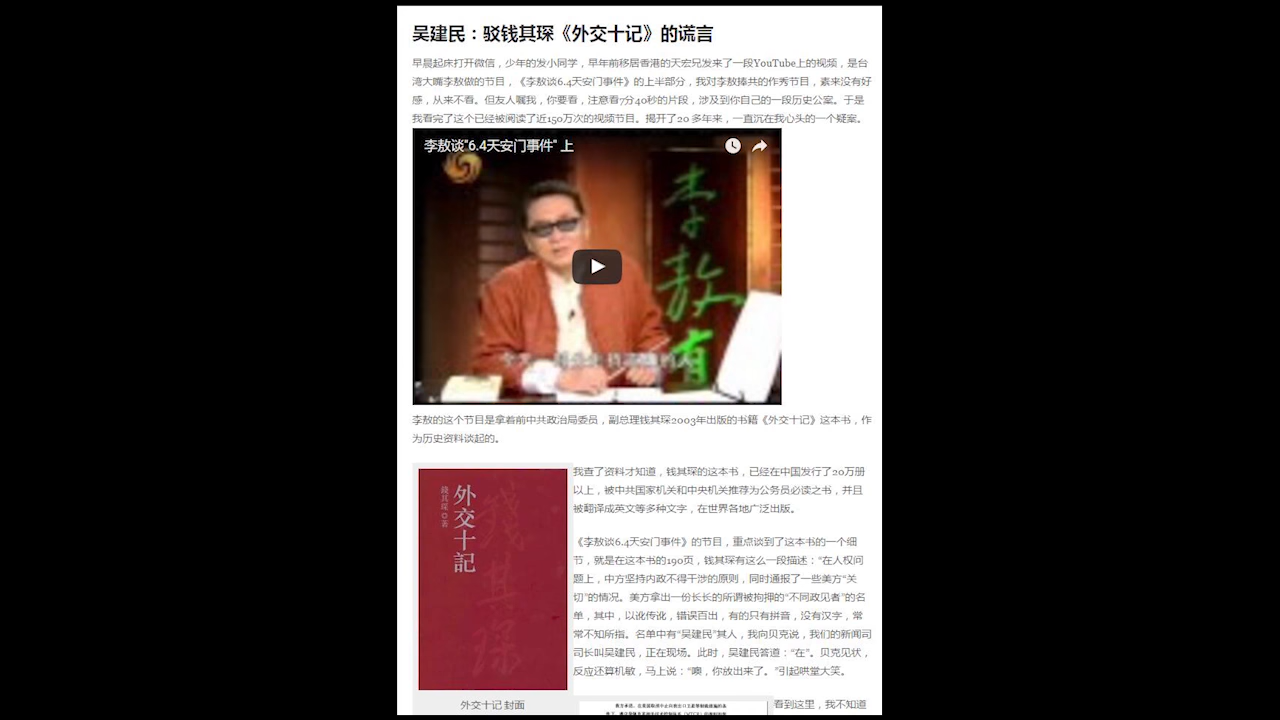 吴建民：驳钱其琛《外交十记》的谎言
早晨起床打开微信，少年的发小同学，早年前移居香港的天宏兄发来了一段YouTube上的视频，是台
湾大嘴李敖做的节目，《李敖谈6.4天安门事件》的上半部分，我对李敖捧共的作秀节目，素来没有好
感，从来不看。但友人嘱我，你要看，注意看7分40秒的片段，涉及到你自己的一段历史公案。于是
我看完了这个已经被阅读了近150万次的视频节目。揭开了20 多年来，一直沉在我心头的一个疑案。
李敖谈"6.4天安门事件" 上
李敖有
李敖的这个节目是拿着前中共政治局委员，副总理钱其琛2003年出版的书籍《外交十记》这本书，作
为历史资料谈起的。
外交十記
錢其琛 著
钱其琛
外交十记 封面
我查了资料才知道，钱其琛的这本书，已经在中国发行了20万册
以上，被中共国家机关和中央机关推荐为公务员必读之书，并且
被翻译成英文等多种文字，在世界各地广泛出版。
《李敖谈6.4天安门事件》的节目，重点谈到了这本书的一个细
节，就是在这本书的190页，钱其琛有这么一段描述：“在人权问
题上，中方坚持内政不得干涉的原则，同时通报了一些美方“关
切”的情况。美方拿出一份长长的所谓被拘押的“不同政见者”的名
单，其中，以讹传讹，错误百出，有的只有拼音，没有汉字，常
常不知所指。名单中有“吴建民”其人，我向贝克说，我们的新闻司
司长叫吴建民，正在现场。此时，吴建民答道：“在”。贝克见状，
反应还算机敏，马上说：“噢，你放出来了。”引起哄堂大笑。
看到这里，我不知道